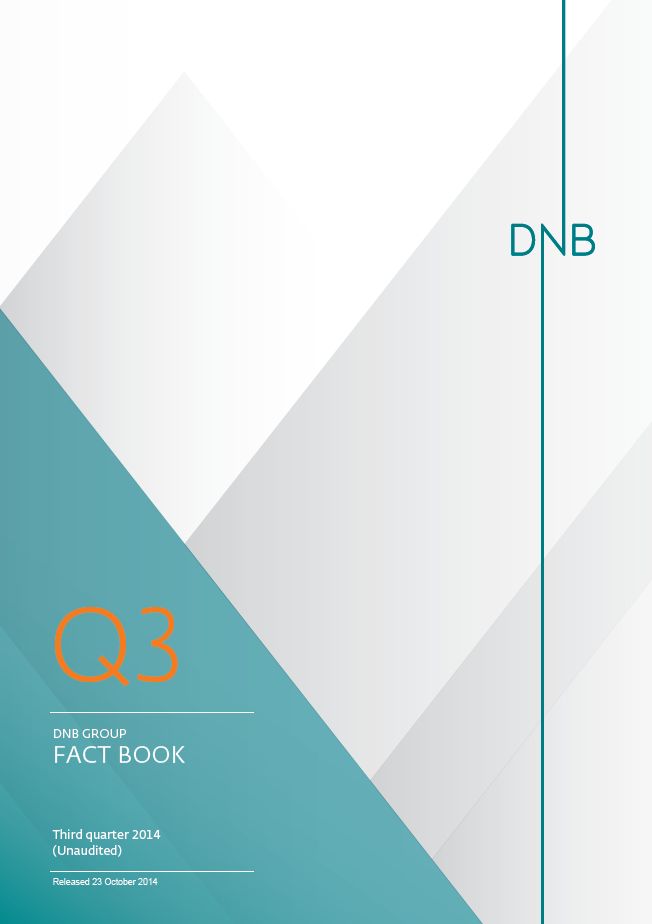 DNB
Q3
DNB GROUP
FACT BOOK
Third quarter 2014
(Unaudited)
Released 23 October 2014